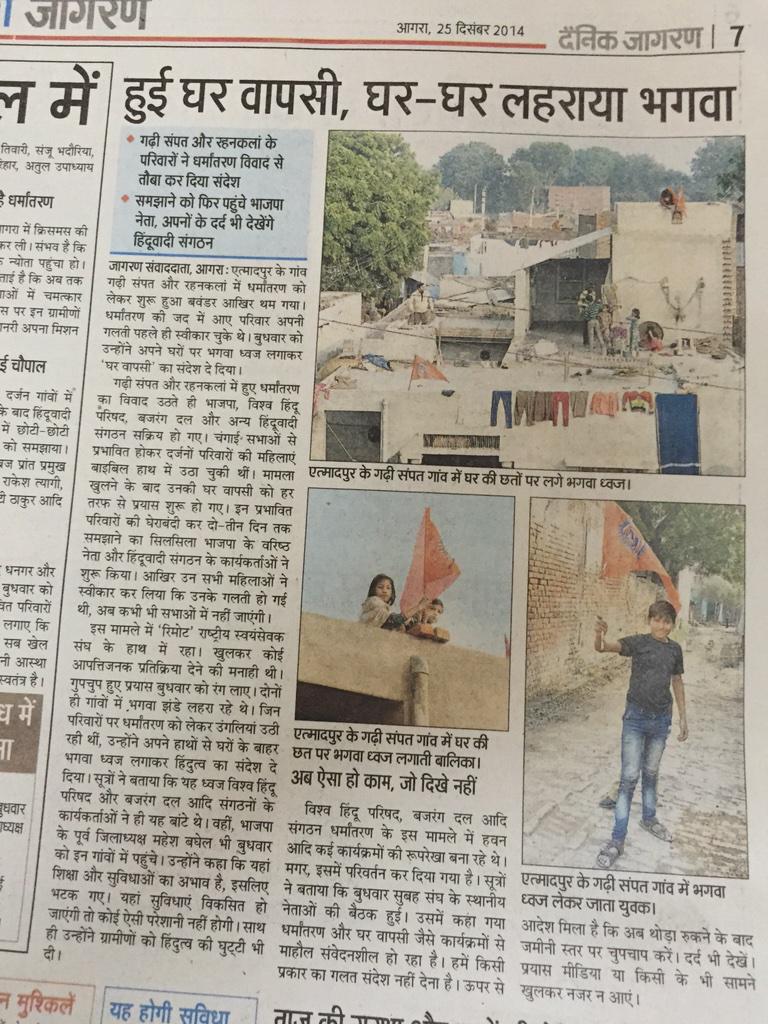 जागरण
आगरा, 25 दिसंबर 2014
दैनिक जागरण | 7
ल में
तिवारी, संजू भदौरिया,
अतुल उपाध्याय
है धर्मांतरण
आगरा में क्रिसमस की
कर ली। संभव है कि
न्योता पहुंचा हो।
ताई है कि अब तक
में चमत्कार
स पर इन ग्रामीणों
अपना मिशन
ई चौपाल
दर्जन गांवों में
के बाद हिंदूवादी
में छोटी-छोटी
को समझाया।
ब्रज प्रांत प्रमुख
राकेश त्यागी,
ठाकुर आदि
धनगर और
बुधवार को
परिवारों
लगाए कि
सब खेल
आस्था
स्वतंत्र है।
ध में
बुधवार
हुई घर वापसी, घर-घर लहराया भगवा
गढ़ी संपत और रहनकलां के
परिवारों ने धर्मांतरण विवाद से
तौबा कर दिया संदेश
समझाने को फिर पहुंचे भाजपा
नेता, अपनों के दर्द भी देखेंगे
हिंदूवादी संगठन
जागरण संवाददाता, आगरा: एत्मादपुर के गांव
गढ़ी संपत और रहनकलां में धर्मांतरण को
लेकर शुरू हुआ बवंडर आखिर थम गया।
धर्मांतरण की जद में आए परिवार अपनी
गलती पहले ही स्वीकार चुके थे। बुधवार को
उन्होंने अपने घरों पर भगवा ध्वज लगाकर
'घर वापसी' का संदेश दे दिया।
गढ़ी संपत और रहनकलां में हुए धर्मांतरण
का विवाद उठते ही भाजपा, विश्व हिंदू
परिषद, बजरंग दल और अन्य हिंदूवादी
संगठन सक्रिय हो गए। चंगाई सभाओं से
प्रभावित होकर दर्जनों परिवारों की महिलाएं
बाइबिल हाथ में उठा चुकी थीं। मामला
खुलने के बाद उनकी घर वापसी को हर
तरफ से प्रयास शुरू हो गए। इन प्रभावित
परिवारों की घेराबंदी कर दो-तीन दिन तक
समझाने का सिलसिला भाजपा के वरिष्ठ
नेता और हिंदूवादी संगठन के कार्यकर्ताओं ने
शुरू किया। आखिर उन सभी महिलाओं ने
स्वीकार कर लिया कि उनके गलती हो गई
थी, अब कभी भी सभाओं में नहीं जाएंगी।
इस मामले में 'रिमोट' राष्ट्रीय स्वयंसेवक
संघ के हाथ में रहा। खुलकर कोई
आपत्तिजनक प्रतिक्रिया देने की मनाही थी।
गुपचुप हुए प्रयास बुधवार को रंग लाए। दोनों
ही गांवों में भगवा झंडे लहरा रहे थे। जिन
परिवारों पर धर्मांतरण को लेकर उंगलियां उठी
रही थीं, उन्होंने अपने हाथों से घरों के बाहर
भगवा ध्वज लगाकर हिंदुत्व का संदेश दे
दिया। सूत्रों ने बताया कि यह ध्वज विश्व हिंदू
परिषद और बजरंग दल आदि संगठनों के
कार्यकर्ताओं ने ही यह बांटे थे। वहीं, भाजपा
के पूर्व जिलाध्यक्ष महेश बघेल भी बुधवार
को इन गांवों में पहुंचे। उन्होंने कहा कि यहां
शिक्षा और सुविधाओं का अभाव है, इसलिए
भटक गए। यहां सुविधाएं विकसित हो
जाएंगी तो कोई ऐसी परेशानी नहीं होगी। साथ
ही उन्होंने ग्रामीणों को हिंदुत्व की घुट्टी भी
दी।
एत्मादपुर के गढ़ी संपत गांव में घर की छतों पर लगे भगवा ध्वज।
एत्मादपुर के गढ़ी संपत गांव में घर की
छत पर भगवा ध्वज लगाती बालिका।
अब ऐसा हो काम, जो दिखे नहीं
विश्व हिंदू परिषद, बजरंग दल आदि
संगठन धर्मांतरण के इस मामले में हवन
आदि कई कार्यक्रमों की रूपरेखा बना रहे थे।
मगर, इसमें परिवर्तन कर दिया गया है। सूत्रों
ने बताया कि बुधवार सुबह संघ के स्थानीय
नेताओं की बैठक हुई। उसमें कहा गया
धर्मांतरण और घर वापसी जैसे कार्यक्रमों से
माहौल संवेदनशील हो रहा है। हमें किसी
प्रकार का गलत संदेश नहीं देना है। ऊपर से
एत्मादपुर के गढ़ी संपत गांव में भगवा
ध्वज लेकर जाता युवक।
आदेश मिला है कि अब थोड़ा रुकने के बाद
जमीनी स्तर पर चुपचाप करें। दर्द भी देखें।
प्रयास मीडिया या किसी के भी सामने
खुलकर नजर न आएं।
न मुश्किलें
यह होगी सुविधा
ताज की